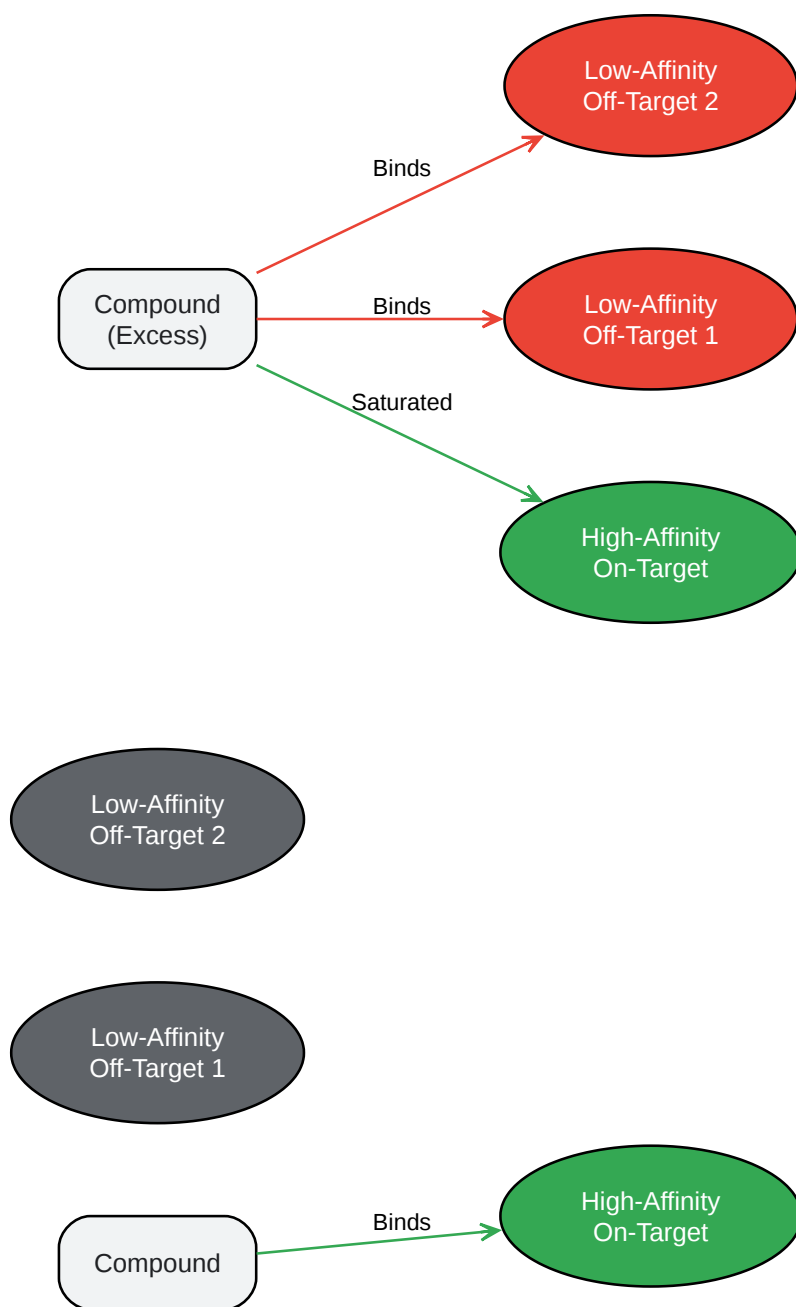 Low-Affinity
Off-Target 2
Binds
Compound
(Excess)
Binds
Low-Affinity
Off-Target 1
Saturated
High-Affinity
On-Target
Low-Affinity
Off-Target 2
Low-Affinity
Off-Target 1
High-Affinity
On-Target
Binds
Compound